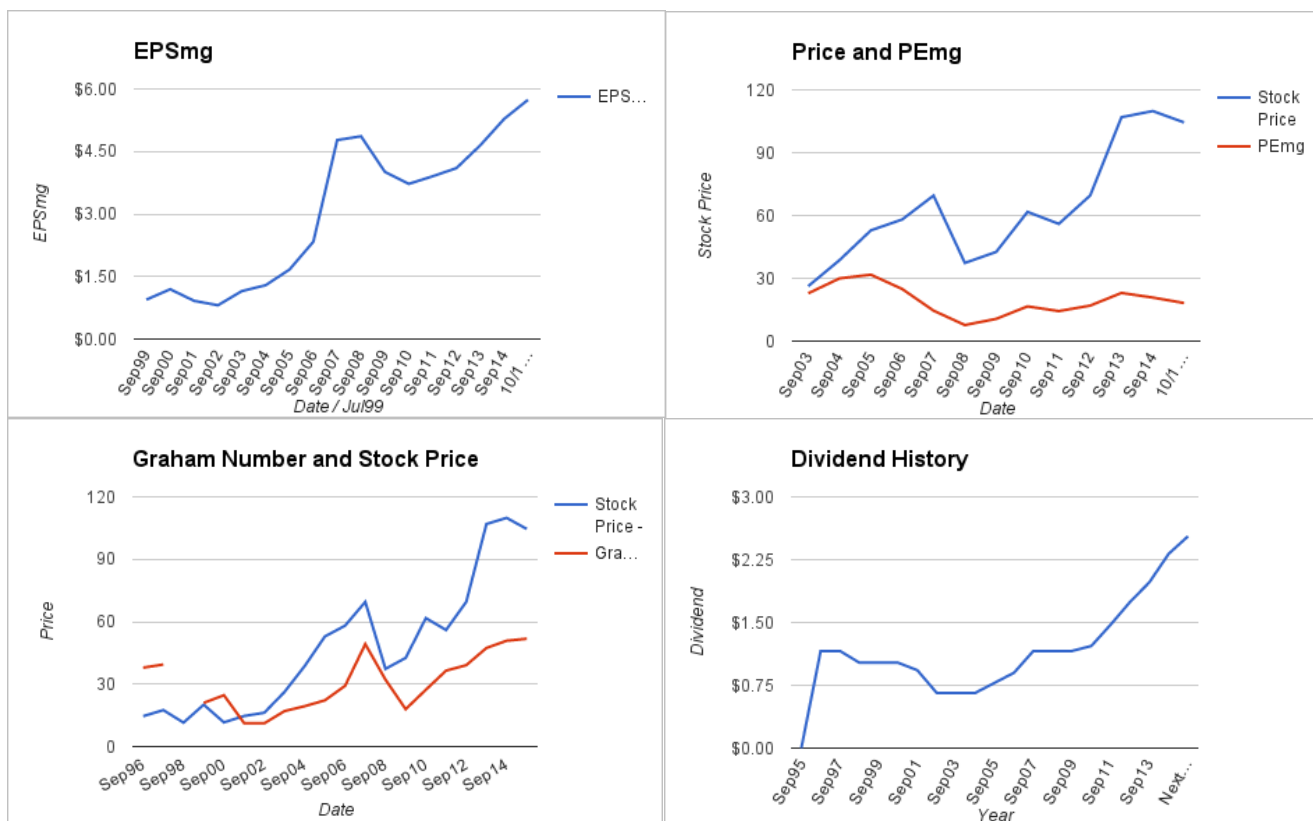 EPSmg
$6.00
$4.50
$3.00
$1.50
$0.00
EPSmg
EPS...
Sep99
Sep00
Sep01
Sep02
Sep03
Sep04
Sep05
Sep06
Sep07
Sep08
Sep09
Sep10
Sep11
Sep12
Sep13
Sep14
10/1 ...
Date / Jul99
Price and PEmg
120
90
60
30
0
Stock Price
Stock
Price
PEmg
Sep03
Sep04
Sep05
Sep06
Sep07
Sep08
Sep09
Sep10
Sep11
Sep12
Sep13
Sep14
10/1 ...
Date
Graham Number and Stock Price
120
90
60
30
0
Price
Stock
Price -
Gra...
Sep96
Sep98
Sep00
Sep02
Sep04
Sep06
Sep08
Sep10
Sep12
Sep14
Date
Dividend History
$3.00
$2.25
$1.50
$0.75
$0.00
Dividend
Sep95
Sep97
Sep99
Sep01
Sep03
Sep05
Sep07
Sep09
Sep11
Sep13
Next...
Year